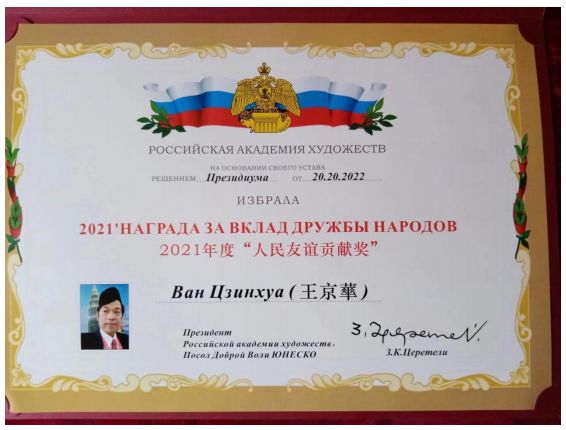 РОССИЙСКАЯ АКАДЕМИЯ ХУДОЖЕСТВ
НА ОСНОВАНИИ СВОЕГО УСТАВА
РЕШЕНИЕМ....Президиума.... ОТ...20.20.2022......
ИЗБРАЛА
2021'НАГРАДА ЗА ВКЛАД ДРУЖБЫ НАРОДОВ
2021年度“人民友谊贡献奖”
Ван Цзинхуа (王京華)
Президент
Российской академии художеств.
Посол Доброй Воли ЮНЕСКО
З. Церетели
З.К.Церетели